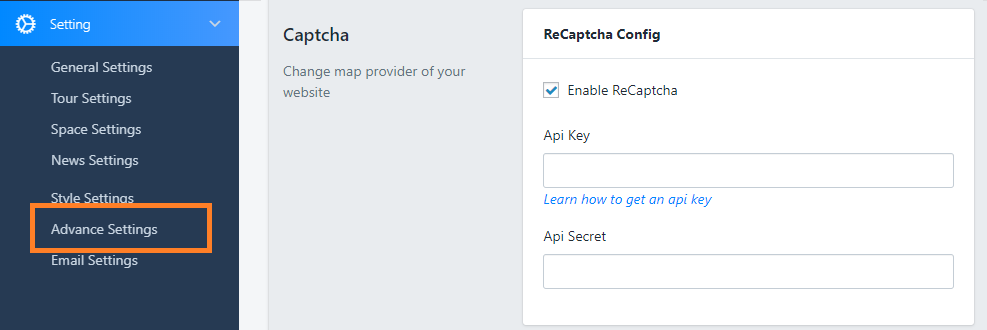 Setting
General Settings
Tour Settings
Space Settings
News Settings
Style Settings
Advance Settings
Email Settings
Captcha
Change map provider of your
website
ReCaptcha Config
Enable ReCaptcha
Api Key
Learn how to get an api key
Api Secret